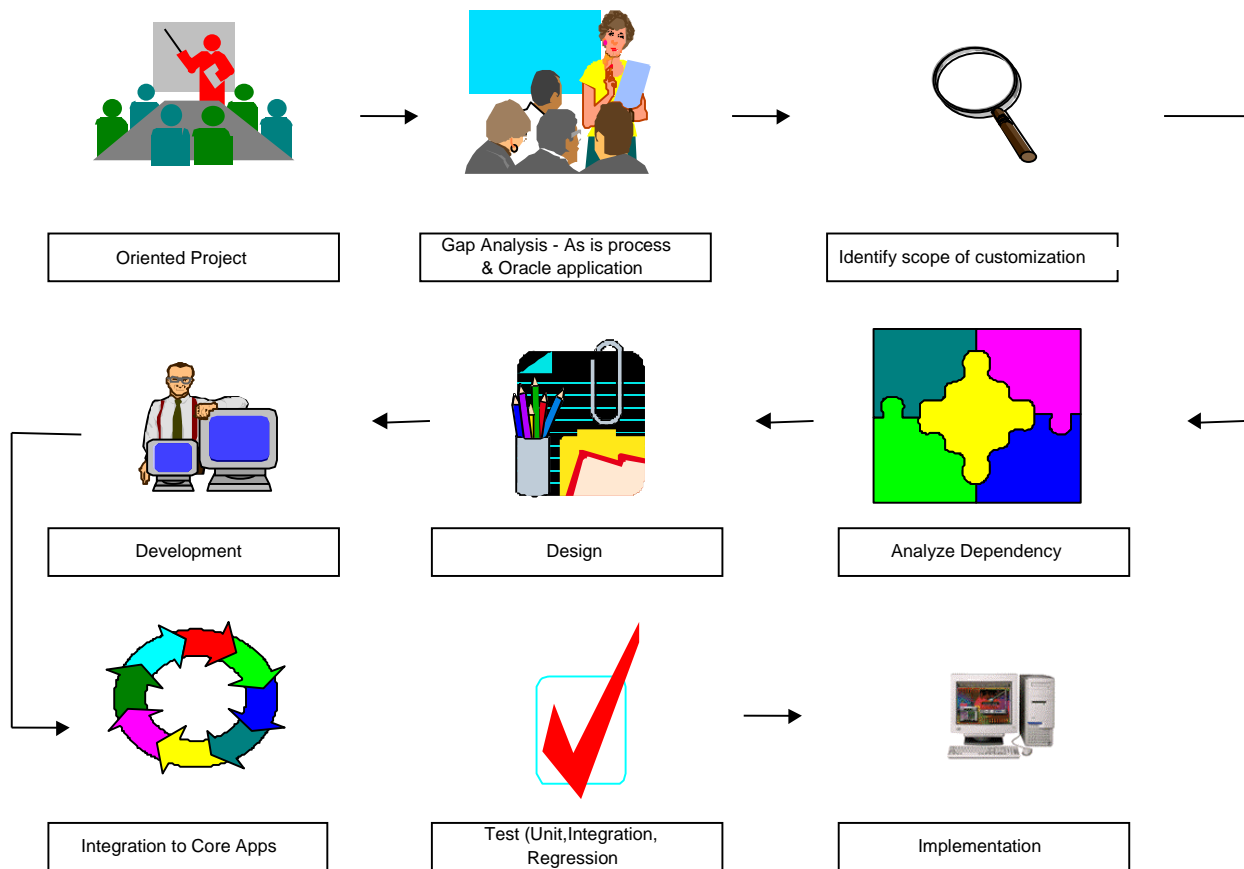 Oriented Project
Gap Analysis - As is process
& Oracle application
Identify scope of customization
Development
Design
Analyze Dependency
Integration to Core Apps
Test (Unit,Integration,
Regression
Implementation